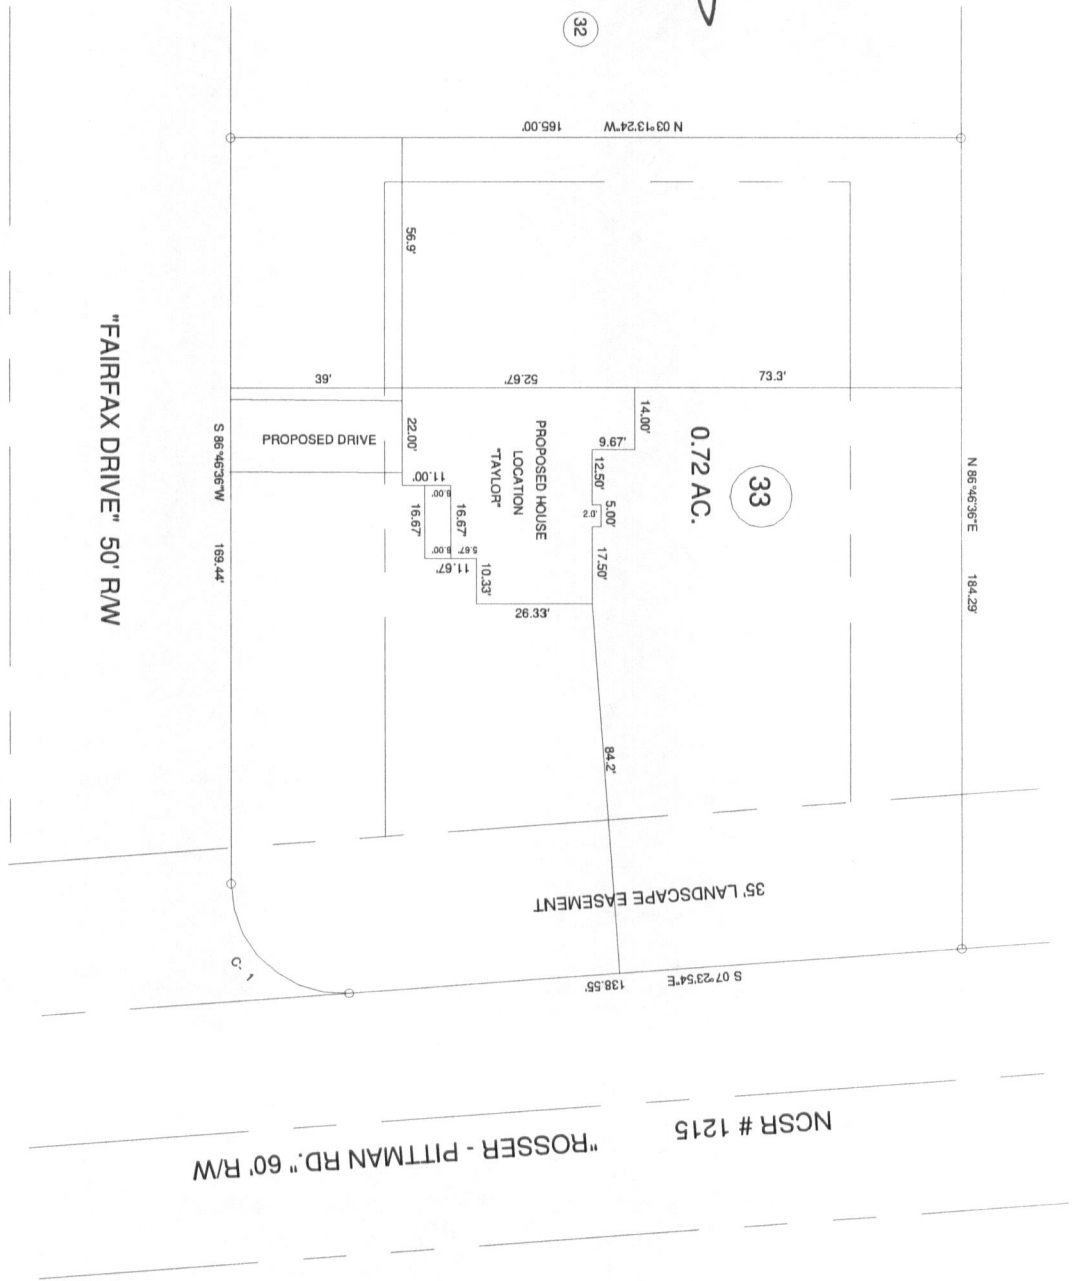 32
N 03°13'24"W 165.00'
56.9'
39'
52.67'
73.3'
14.00'
9.67'
22.00'
PROPOSED DRIVE
PROPOSED HOUSE
LOCATION
"TAYLOR"
0.72 AC.
33
12.50'
5.00'
2.0'
17.50'
11.00'
6.00'
16.67'
16.67'
6.00'
5.67'
11.67'
10.33'
26.33'
84.2'
N 86°46'36"E 184.29'
S 86°46'36"W 169.44'
"FAIRFAX DRIVE" 50' R/W
35' LANDSCAPE EASEMENT
S 07°23'54"E 138.55'
C. 1
NCSR # 1215 "ROSSER - PITTMAN RD." 60' R/W